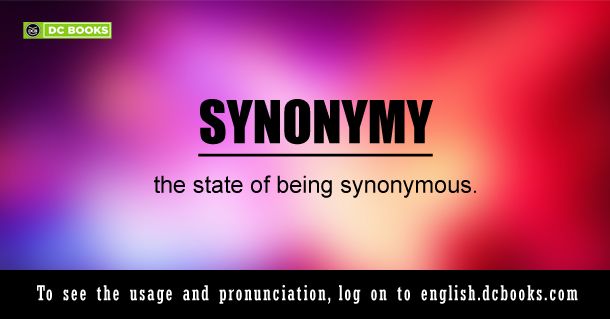 DC BOOKS
SYNONYMY
the state of being synonymous.
To see the usage and pronunciation, log on to english.dcbooks.com